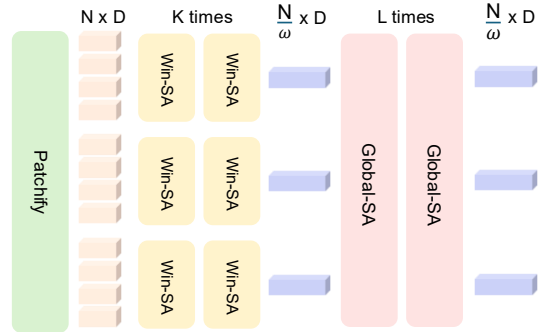 N x D
K times
N
ω x D
L times
N
ω x D
Patchify
Win-SA
Win-SA
Win-SA
Win-SA
Win-SA
Win-SA
Global-SA
Global-SA